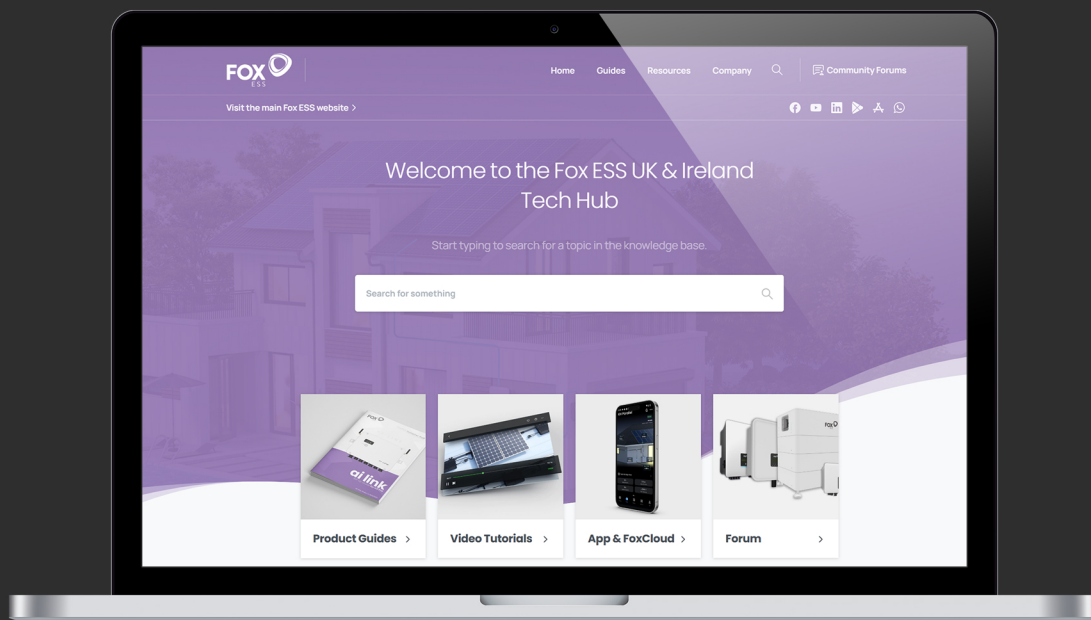 FOX
ESS
Home
Guides
Resources
Company
Community Forums
Visit the main Fox ESS website >
Welcome to the Fox ESS UK & Ireland
Tech Hub
Start typing to search for a topic in the knowledge base.
Search for something
FOX
ai link
FOX
Product Guides >
Video Tutorials >
App & FoxCloud >
Forum >